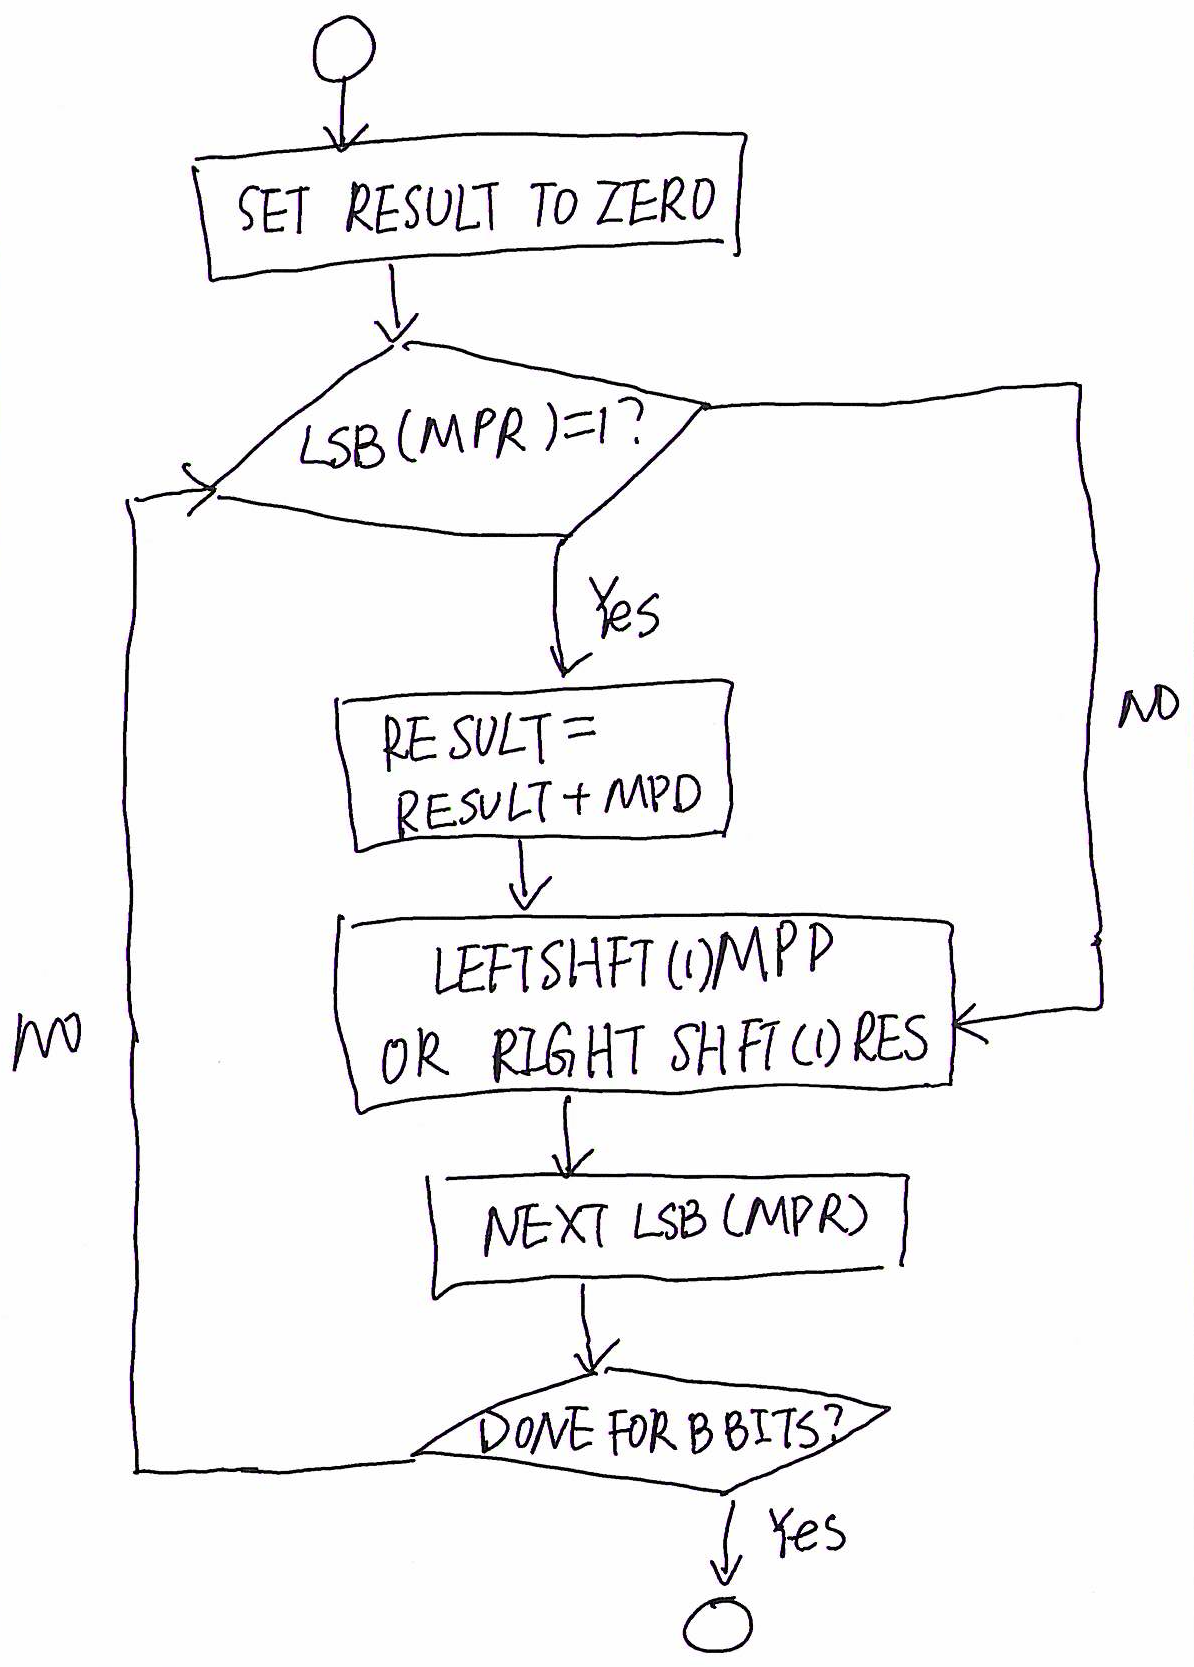 SET RESULT TO ZERO
LSB (MPR)=1?
Yes
NO
RESULT=
RESULT+MPD
LEFTSHFT(1)MPD
OR RIGHT SHFT(1) RES
NO
NEXT LSB (MPR)
DONE FOR B BITS?
Yes